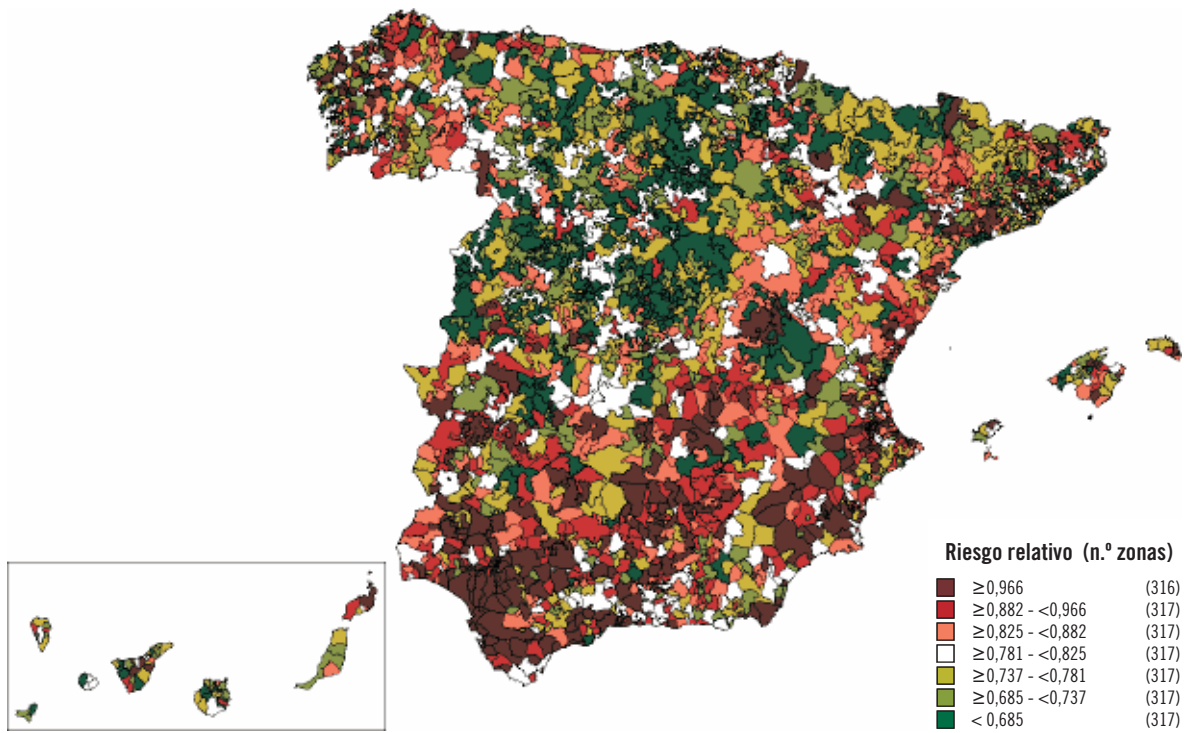 Riesgo relativo (n.º zonas)
≥0,966 (316)
≥0,882 - <0,966 (317)
≥0,825 - <0,882 (317)
≥0,781 - <0,825 (317)
≥0,737 - <0,781 (317)
≥0,685 - <0,737 (317)
< 0,685 (317)